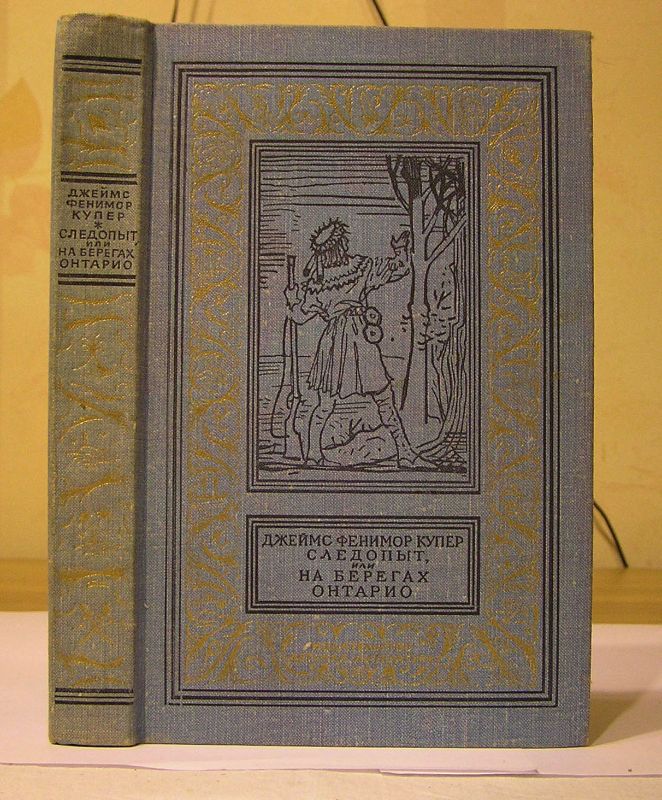 ДЖЕЙМС
ФЕНИМОР
КУПЕР
*
СЛЕДОПЫТ,
ИЛИ
НА БЕРЕГАХ
ОНТАРИО
ДЖЕЙМС ФЕНИМОР КУПЕР
СЛЕДОПЫТ,
ИЛИ
НА БЕРЕГАХ
ОНТАРИО